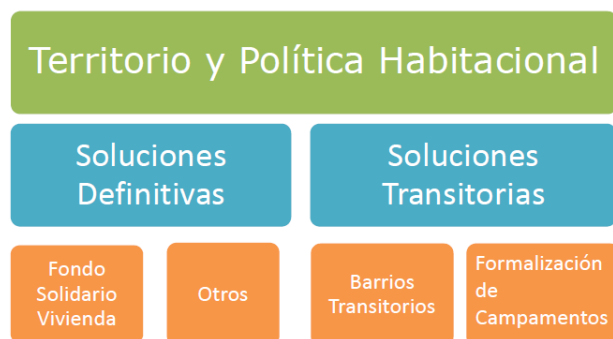 Territorio y Política Habitacional
Soluciones
Definitivas
Soluciones
Transitorias
Fondo
Solidario
Vivienda
Otros
Barrios
Transitorios
Formalización
de
Campamentos